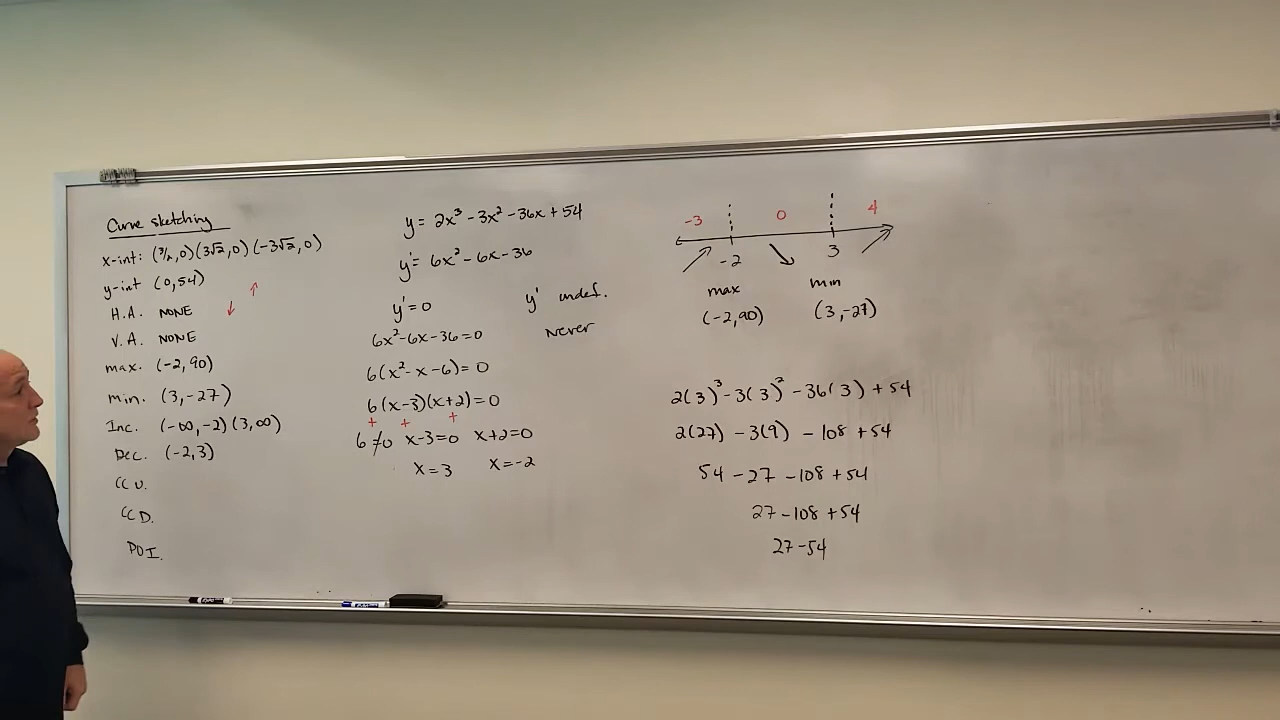 Curve sketching
x-int: (3/2,0)(3√2,0)(-3√2,0)
y-int (0,54)
↑
H.A. NONE ↓
V.A. NONE
max. (-2,90)
min. (3,-27)
Inc. (-∞,-2)(3,∞)
Dec. (-2,3)
CCU.
CCD.
POI.
y = 2x³ - 3x² - 36x + 54
y' = 6x² - 6x - 36
y' = 0 y' undef.
6x² - 6x - 36 = 0 Never
6(x² - x - 6) = 0
6(x-3)(x+2) = 0
+ + +
6≠0 x-3=0 x+2=0
x=3 x=-2
-3 0 4
-2 3
max min
(-2,90) (3,-27)
2(3)³ - 3(3)² - 36(3) + 54
2(27) - 3(9) - 108 + 54
54 - 27 - 108 + 54
27 - 108 + 54
27 - 54